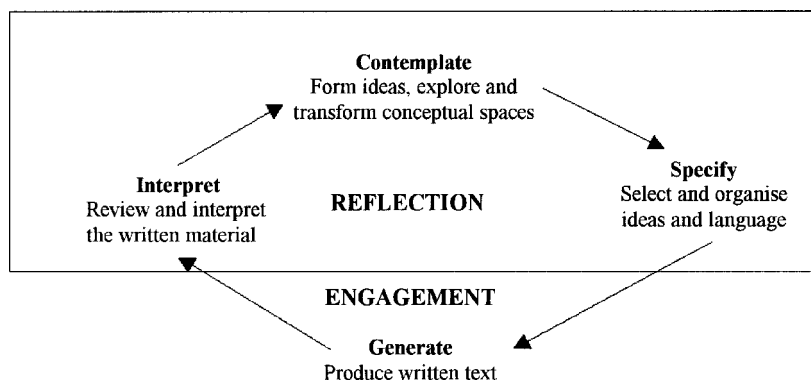 Contemplate
Form ideas, explore and
transform conceptual spaces
Interpret
Review and interpret
the written material
REFLECTION
Specify
Select and organise
ideas and language
ENGAGEMENT
Generate
Produce written text